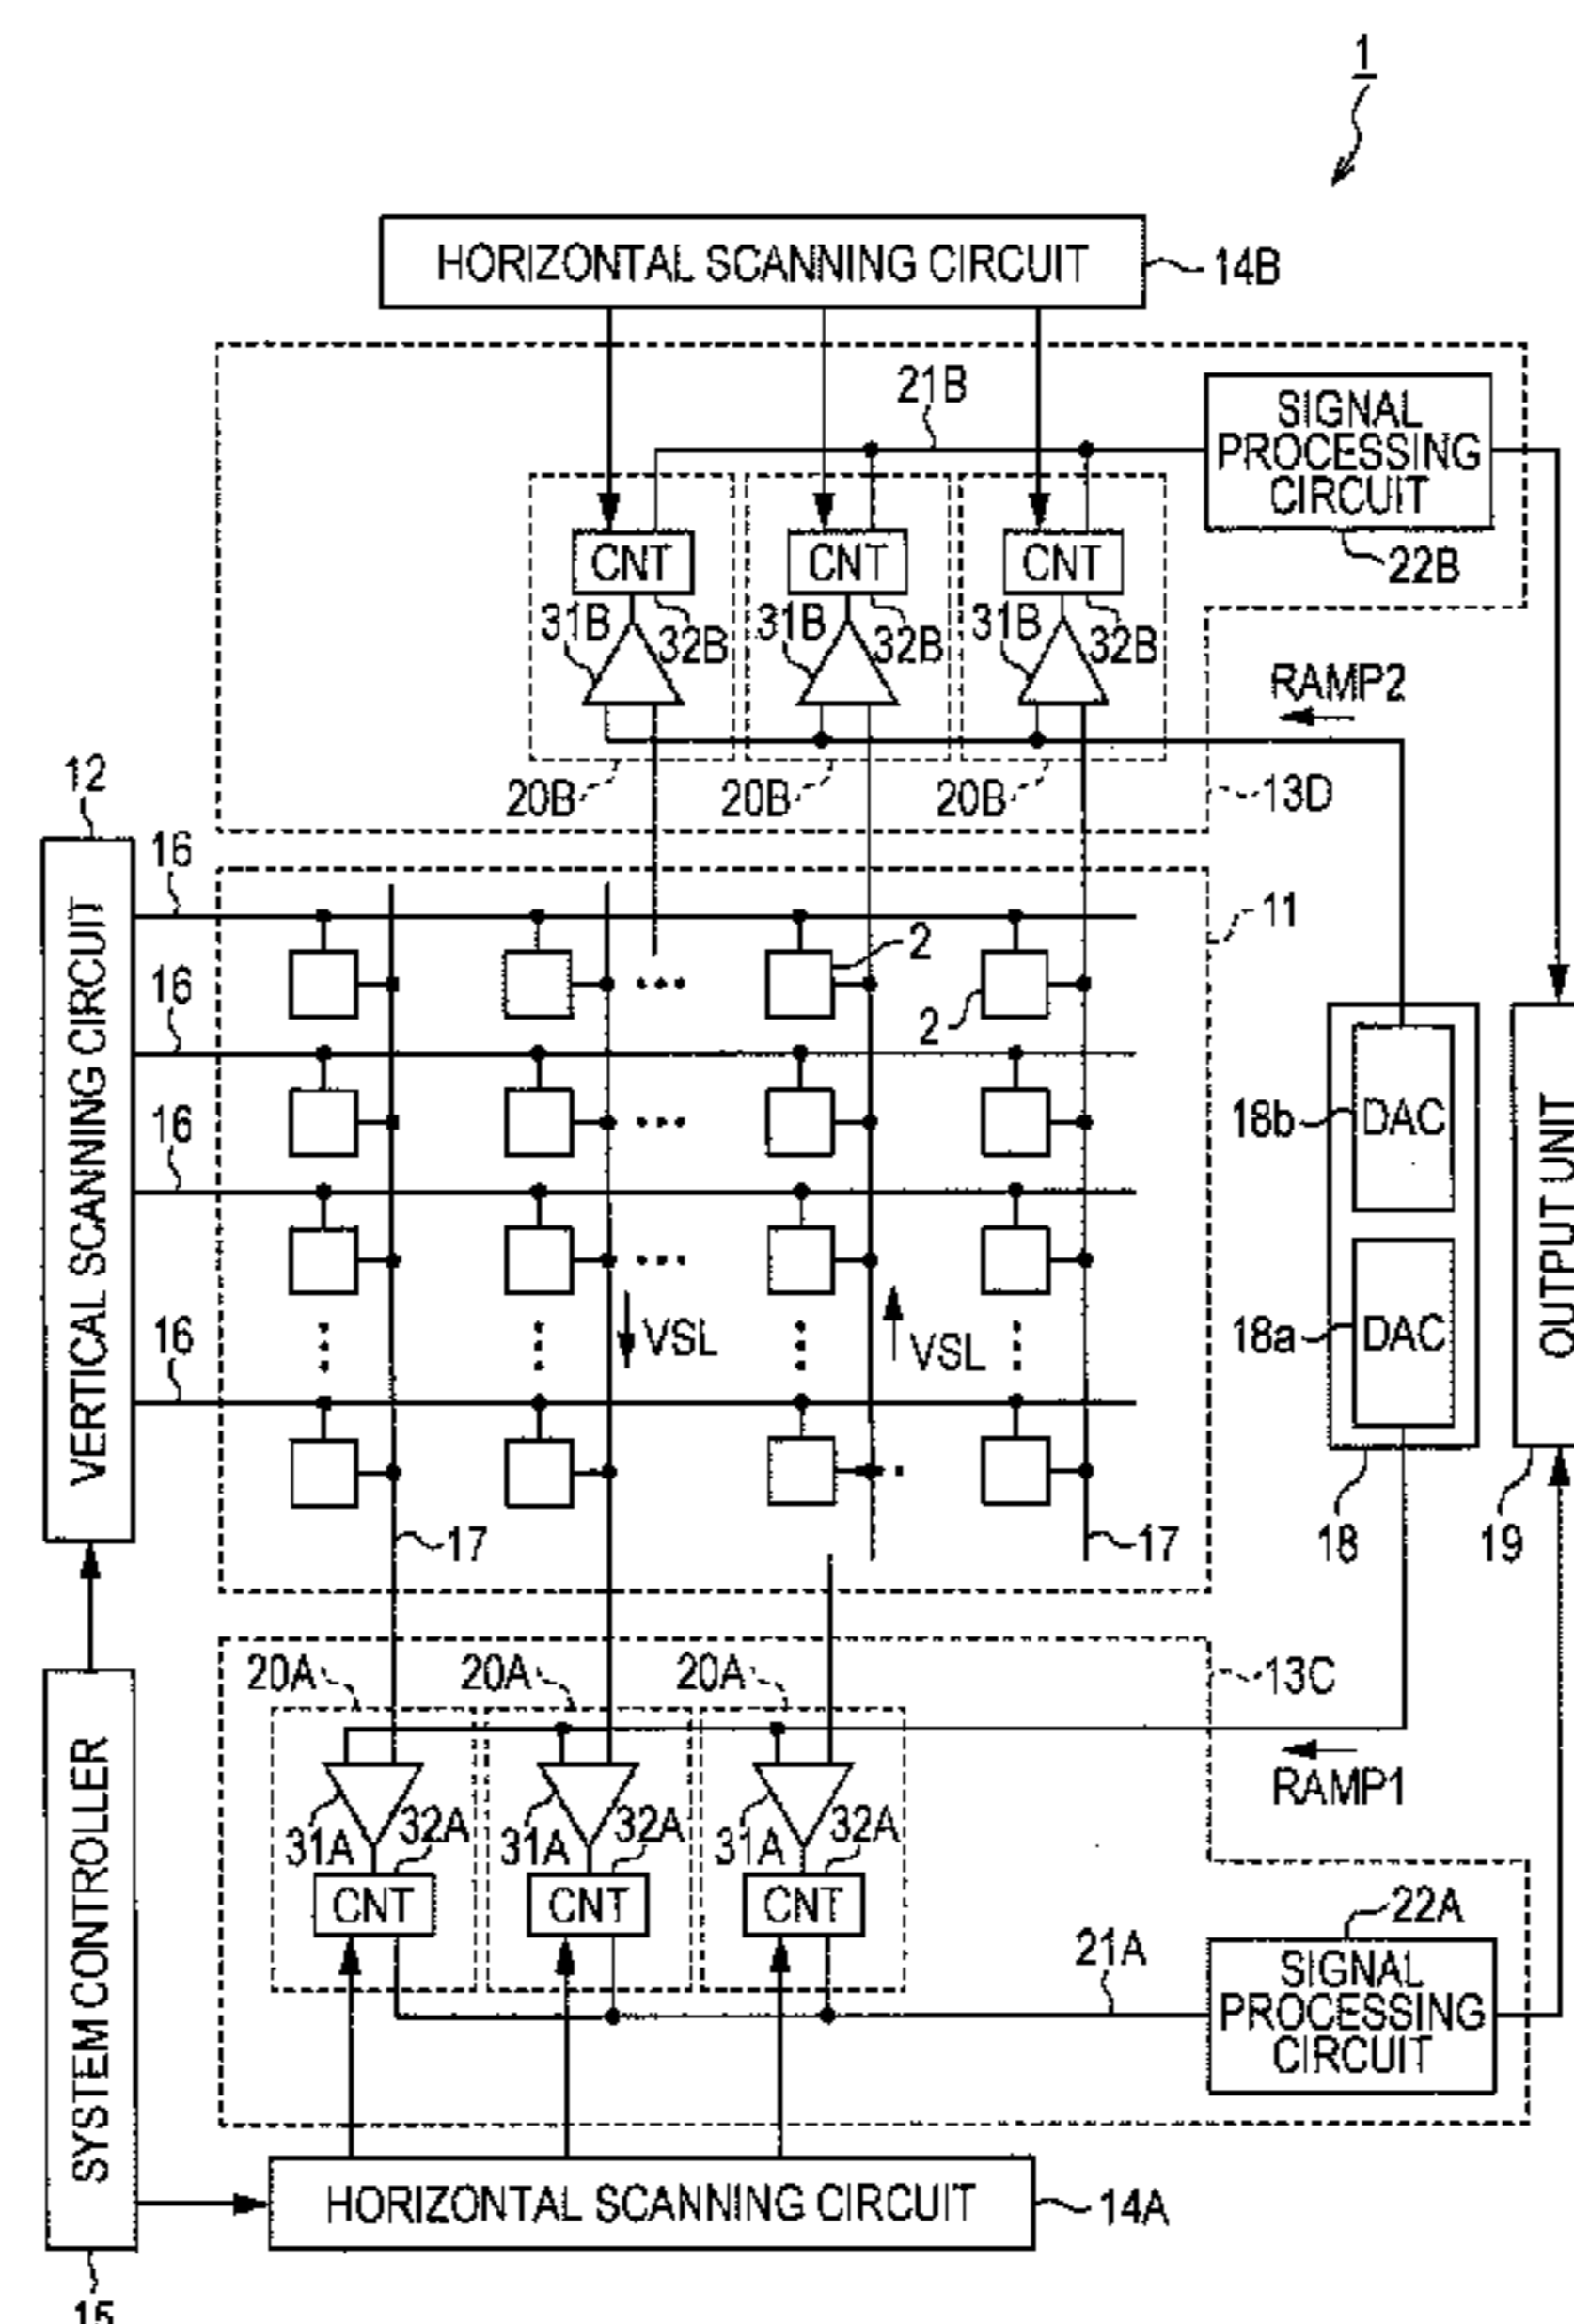 1
HORIZONTAL SCANNING CIRCUIT
14B
21B
SIGNAL
PROCESSING
CIRCUIT
22B
CNT
CNT
CNT
31B
32B
31B
32B
31B
32B
RAMP2
20B
20B
20B
13D
12
VERTICAL SCANNING CIRCUIT
16
16
16
16
11
2
2
VSL
VSL
17
17
18b
DAC
18a
DAC
18
OUTPUT UNIT
19
20A
20A
20A
13C
RAMP1
31A
32A
31A
32A
31A
32A
CNT
CNT
CNT
21A
22A
SIGNAL
PROCESSING
CIRCUIT
SYSTEM CONTROLLER
15
HORIZONTAL SCANNING CIRCUIT
14A